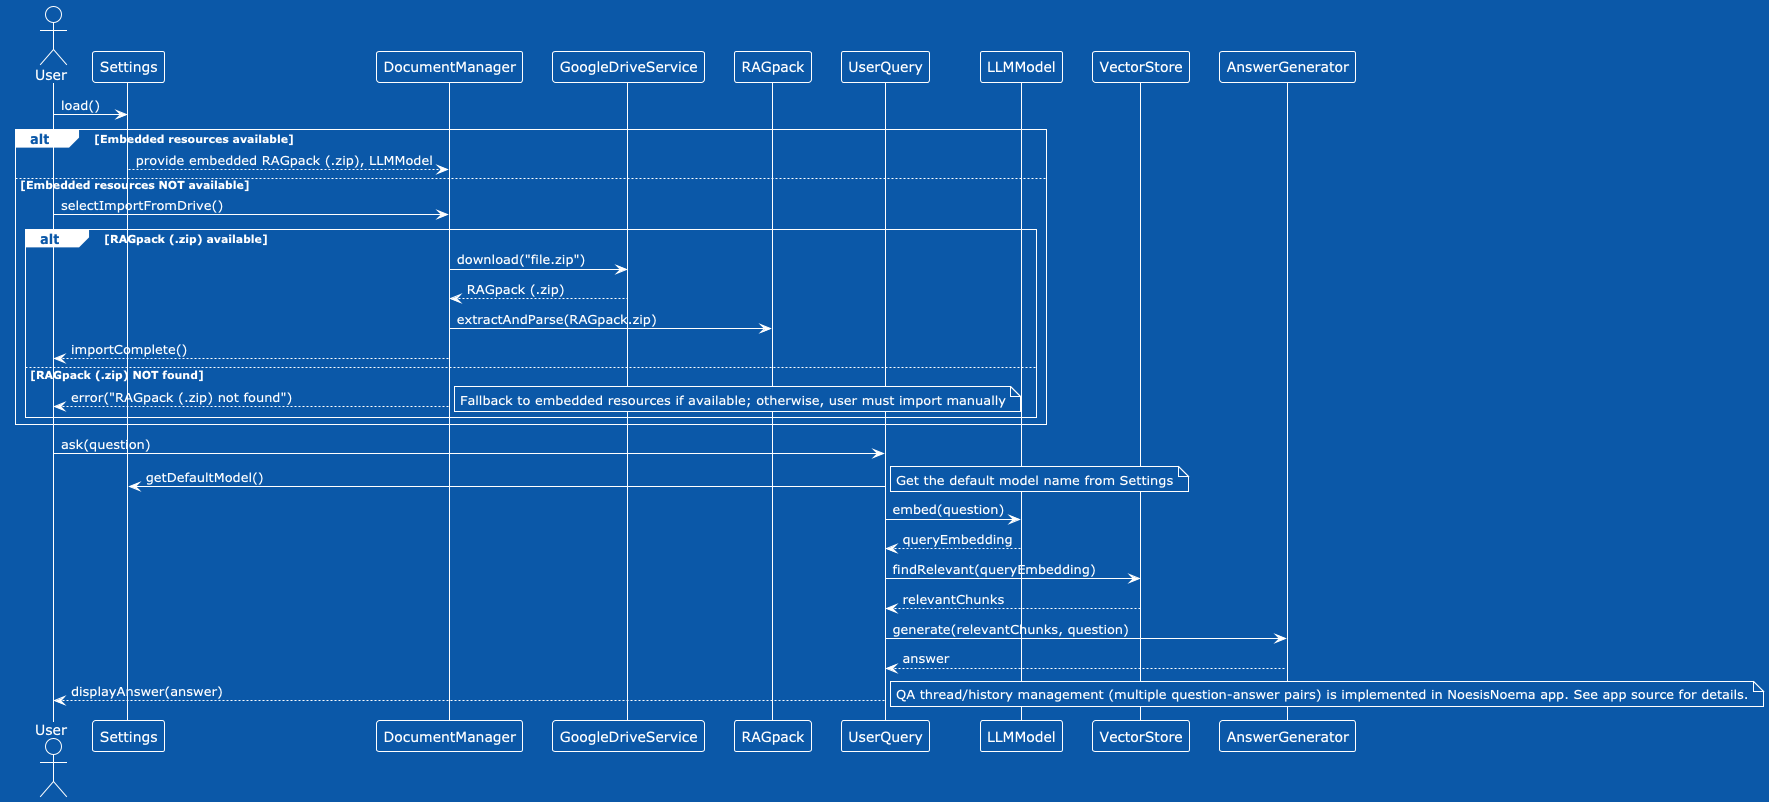 User
Settings
DocumentManager
GoogleDriveService
RAGpack
UserQuery
LLMModel
VectorStore
AnswerGenerator
load()
alt
[Embedded resources available]
provide embedded RAGpack (.zip), LLMModel
[Embedded resources NOT available]
selectImportFromDrive()
alt
[RAGpack (.zip) available]
download("file.zip")
RAGpack (.zip)
extractAndParse(RAGpack.zip)
importComplete()
[RAGpack (.zip) NOT found]
error("RAGpack (.zip) not found")
Fallback to embedded resources if available; otherwise, user must import manually
ask(question)
getDefaultModel()
Get the default model name from Settings
embed(question)
queryEmbedding
findRelevant(queryEmbedding)
relevantChunks
generate(relevantChunks, question)
answer
displayAnswer(answer)
QA thread/history management (multiple question-answer pairs) is implemented in NoesisNoema app. See app source for details.
User
Settings
DocumentManager
GoogleDriveService
RAGpack
UserQuery
LLMModel
VectorStore
AnswerGenerator